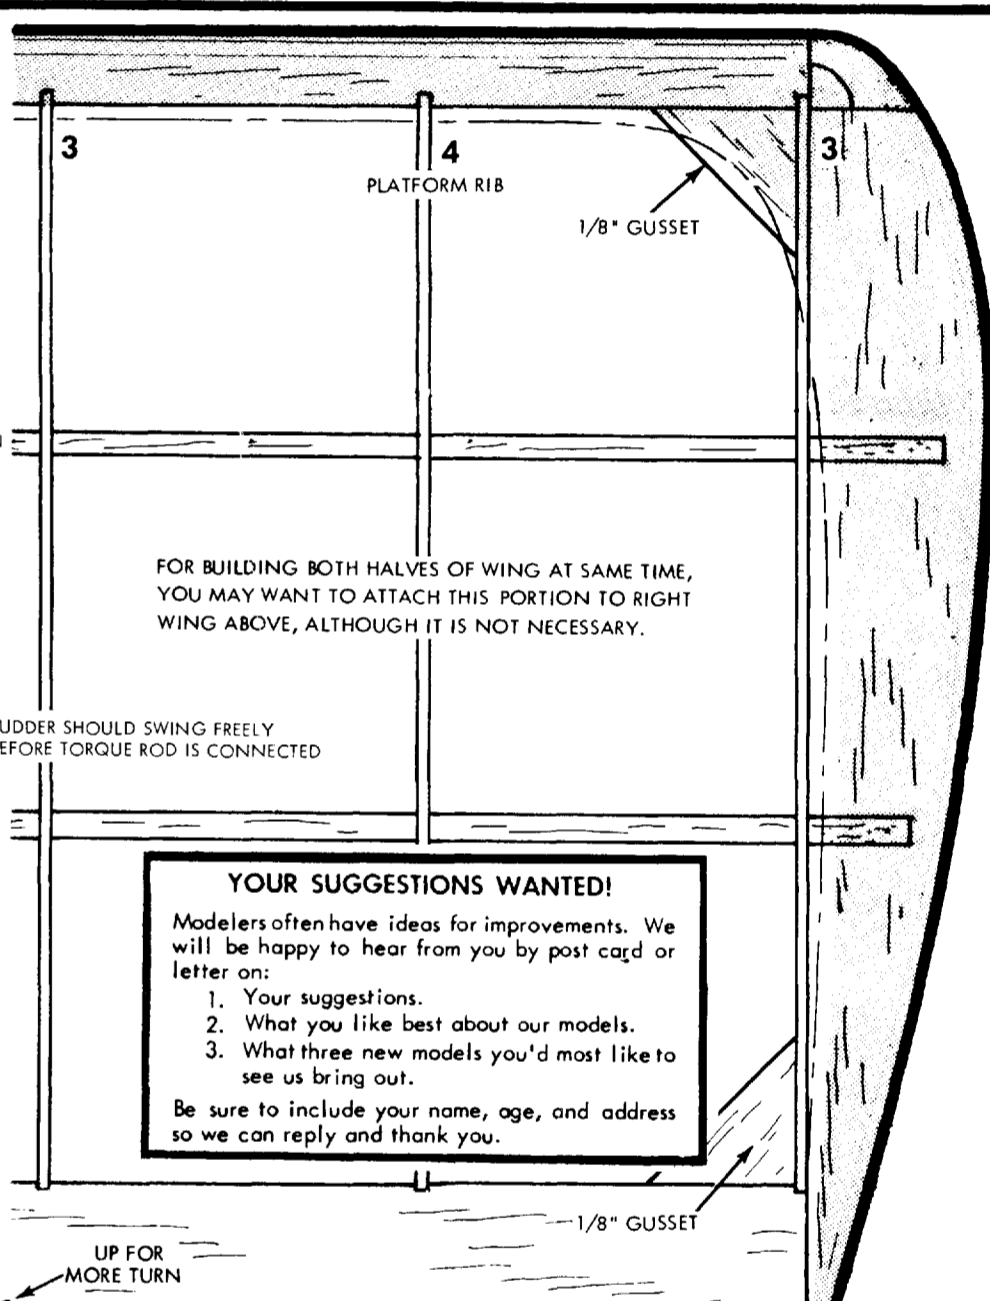 3
4
3
PLATFORM RIB
1/8" GUSSET
FOR BUILDING BOTH HALVES OF WING AT SAME TIME,
YOU MAY WANT TO ATTACH THIS PORTION TO RIGHT
WING ABOVE, ALTHOUGH IT IS NOT NECESSARY.
UDDER SHOULD SWING FREELY
EFORE TORQUE ROD IS CONNECTED
YOUR SUGGESTIONS WANTED!
Modelers often have ideas for improvements. We
will be happy to hear from you by post card or
letter on:
1. Your suggestions.
2. What you like best about our models.
3. What three new models you'd most like to
see us bring out.
Be sure to include your name, age, and address
so we can reply and thank you.
1/8" GUSSET
UP FOR
MORE TURN